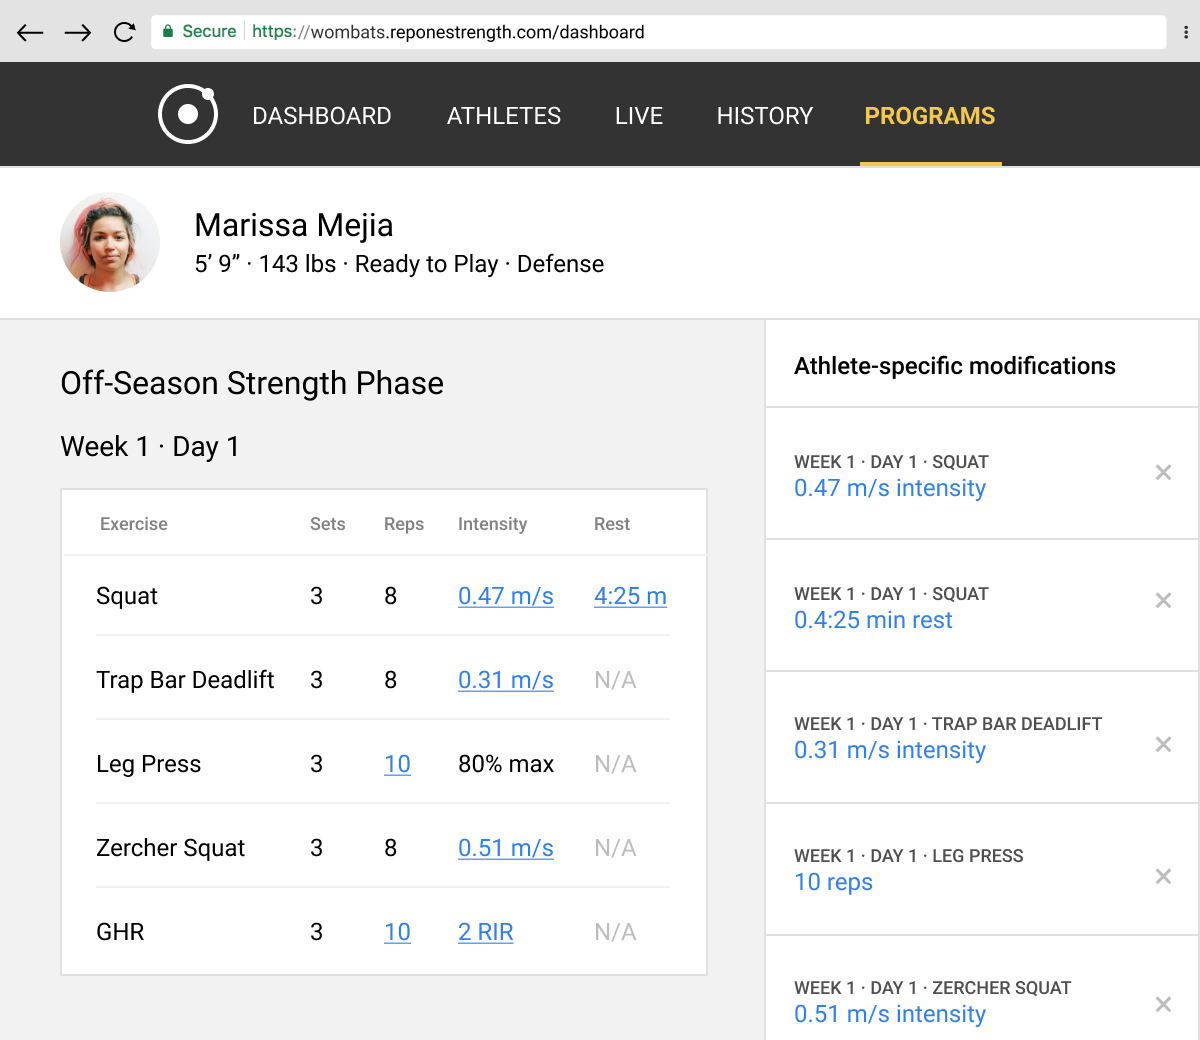 Secure https://wombats.reponestrength.com/dashboard
DASHBOARD ATHLETES LIVE HISTORY PROGRAMS
Marissa Mejia
5’ 9” · 143 lbs · Ready to Play · Defense
Off-Season Strength Phase
Week 1 · Day 1
Exercise Sets Reps Intensity Rest
Squat 3 8 0.47 m/s 4:25 m
Trap Bar Deadlift 3 8 0.31 m/s N/A
Leg Press 3 10 80% max N/A
Zercher Squat 3 8 0.51 m/s N/A
GHR 3 10 2 RIR N/A
Athlete-specific modifications
WEEK 1 · DAY 1 · SQUAT
0.47 m/s intensity
WEEK 1 · DAY 1 · SQUAT
0.4:25 min rest
WEEK 1 · DAY 1 · TRAP BAR DEADLIFT
0.31 m/s intensity
WEEK 1 · DAY 1 · LEG PRESS
10 reps
WEEK 1 · DAY 1 · ZERCHER SQUAT
0.51 m/s intensity